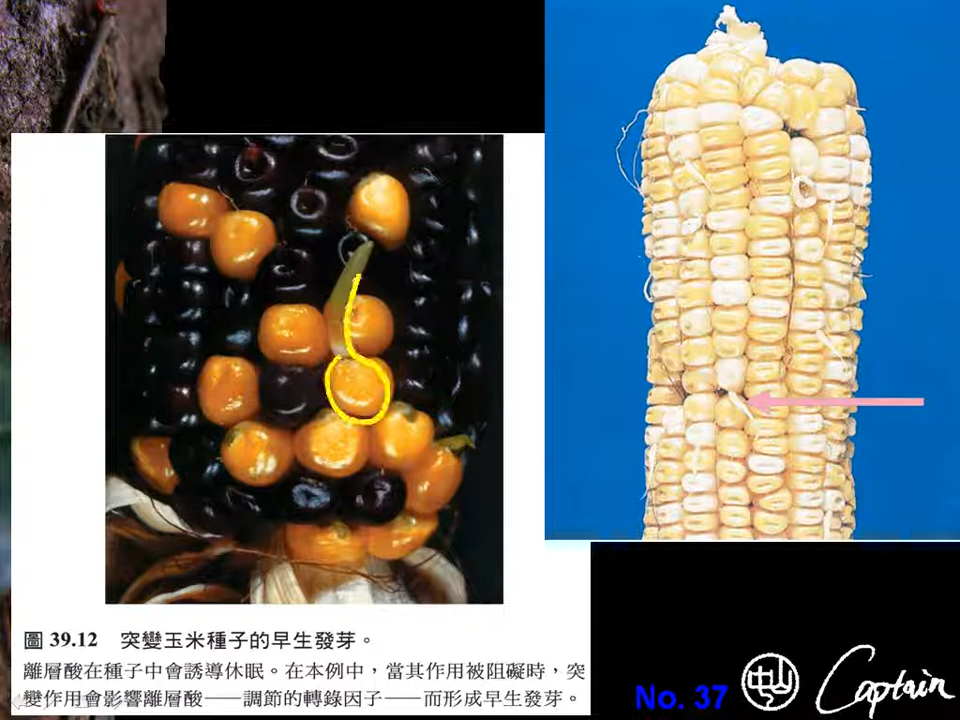 圖 39.12 突變玉米種子的早生發芽。
離層酸在種子中會誘導休眠。在本例中，當其作用被阻礙時，突
變作用會影響離層酸——調節的轉錄因子——而形成早生發芽。
No. 37
Captain